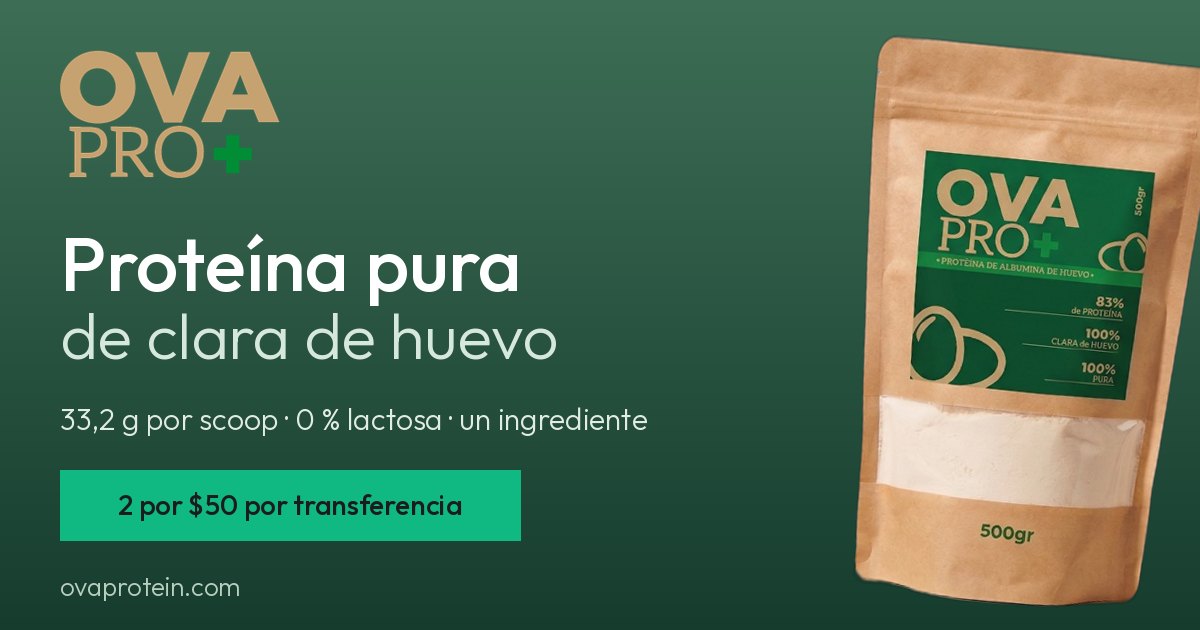 OVA
PRO+
Proteína pura
de clara de huevo
33,2 g por scoop · 0 % lactosa · un ingrediente
2 por $50 por transferencia
ovaprotein.com
OVA
PRO+
500gr
•PROTEÍNA DE ALBUMINA DE HUEVO•
83%
de PROTEÍNA
100%
CLARA de HUEVO
100%
PURA
500gr